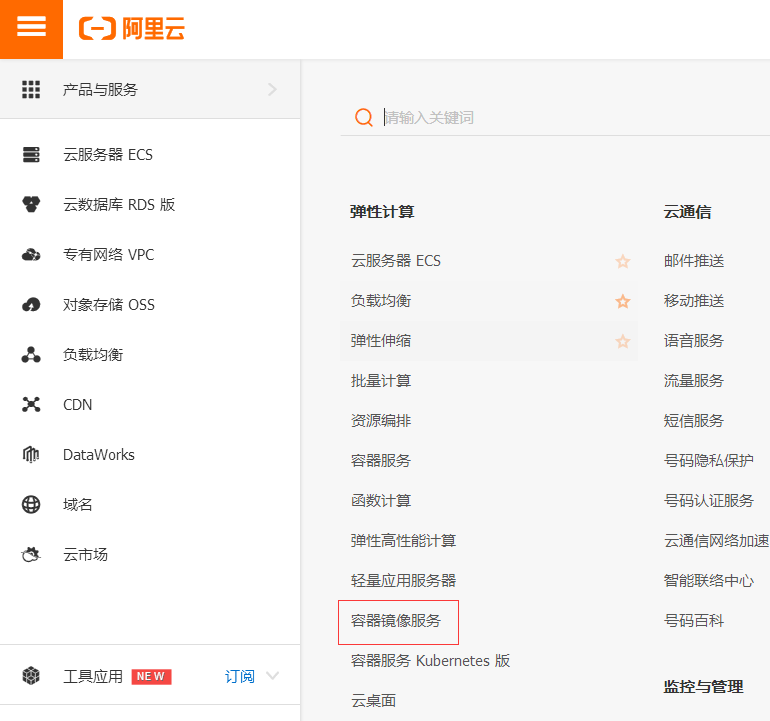 阿里云
产品与服务
云服务器 ECS
云数据库 RDS 版
专有网络 VPC
对象存储 OSS
负载均衡
CDN
DataWorks
域名
云市场
工具应用 NEW 订阅
请输入关键词
弹性计算
云服务器 ECS
负载均衡
弹性伸缩
批量计算
资源编排
容器服务
函数计算
弹性高性能计算
轻量应用服务器
容器镜像服务
容器服务 Kubernetes 版
云桌面
云通信
邮件推送
移动推送
语音服务
流量服务
短信服务
号码隐私保护
号码认证服务
云通信网络加速
智能联络中心
号码百科
监控与管理